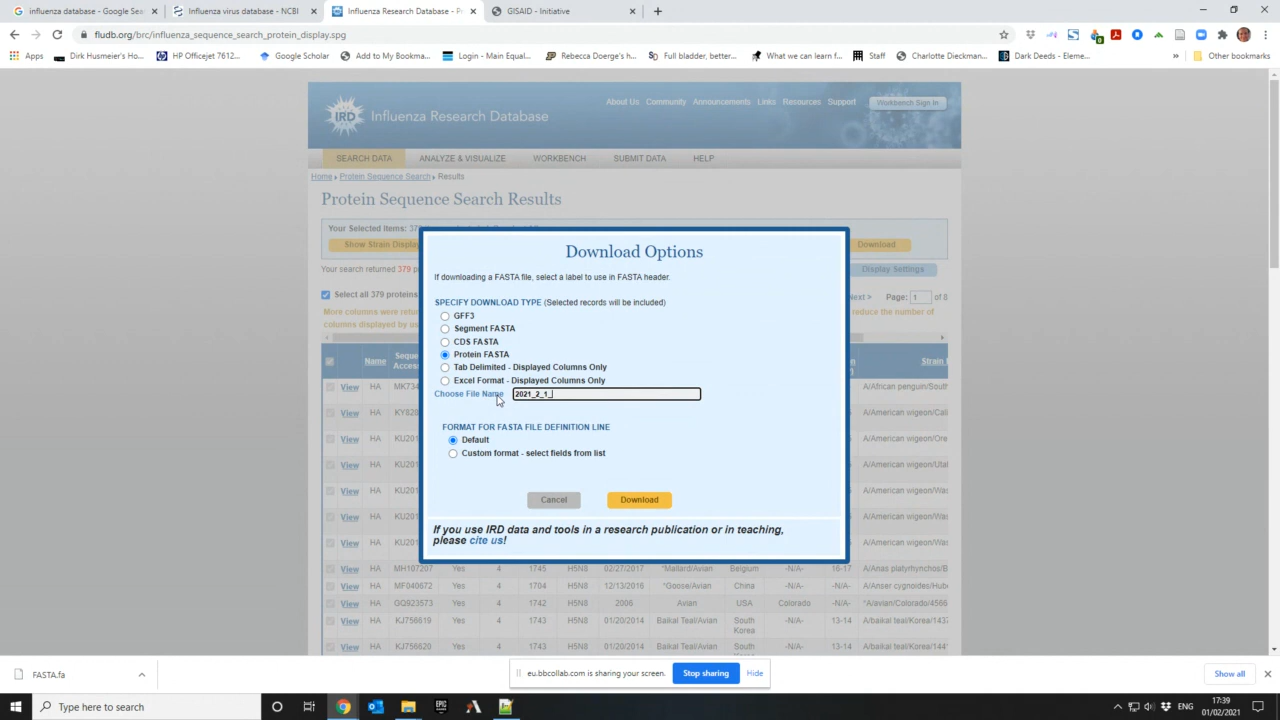 influenza database - Google Sea
Influenza virus database - NCBI
Influenza Research Database - P
GISAID - Initiative
fludb.org/brc/influenza_sequence_search_protein_display.spg
Apps
Dirk Husmeier's Ho...
HP Officejet 7612...
Google Scholar
Add to My Bookma...
Login - Main Equal...
Rebecca Doerge's h...
Full bladder, better...
What we can learn f...
Staff
Charlotte Dieckman...
Dark Deeds - Eleme...
»
Other bookmarks
About Us Community Announcements Links Resources Support
Workbench Sign In
IRD
Influenza Research Database
SEARCH DATA ANALYZE & VISUALIZE WORKBENCH SUBMIT DATA HELP
Home ▸ Protein Sequence Search ▸ Results
Protein Sequence Search Results
Your Selected Items: 37
Show Strain Display
Download
Your search returned 379 p
Display Settings
Select all 379 proteins
Next > Page: 1 of 8
More columns were retur
reduce the number of
columns displayed by us
Name Seque
Acces
Strain
View HA MK734
A/African penguin/South
View HA KY828
A/American wigeon/Cali
View HA KU201
A/American wigeon/Ore
View HA KU201
A/American wigeon/Utal
View HA KU201
A/American wigeon/Was
View HA KU201
A/American wigeon/Was
View HA KU201
A/American wigeon/Was
View HA MH107207 Yes 4 1745 H5N8 02/27/2017 *Mallard/Avian Belgium -N/A- 16-17 A/Anas platyrhynchos/B
View HA MF040672 Yes 4 1704 H5N8 12/13/2016 *Goose/Avian China -N/A- -N/A- A/Anser cygnoides/Hub
View HA GQ923573 Yes 4 1742 H5N8 2006 Avian USA Colorado -N/A- *A/avian/Colorado/4566
View HA KJ756619 Yes 4 1743 H5N8 01/20/2014 Baikal Teal/Avian South
Korea -N/A- 13-14 A/baikal teal/Korea/143
View HA KJ756620 Yes 4 1743 H5N8 01/20/2014 Baikal Teal/Avian South -N/A- 13-14 A/baikal teal/Korea/144
Download Options
If downloading a FASTA file, select a label to use in FASTA header.
SPECIFY DOWNLOAD TYPE (Selected records will be included)
GFF3
Segment FASTA
CDS FASTA
Protein FASTA
Tab Delimited - Displayed Columns Only
Excel Format - Displayed Columns Only
Choose File Name 2021_2_1_
FORMAT FOR FASTA FILE DEFINITION LINE
Default
Custom format - select fields from list
Cancel Download
If you use IRD data and tools in a research publication or in teaching,
please cite us!
FASTA.fa
eu.bbcollab.com is sharing your screen. Stop sharing Hide
Show all
Type here to search
EPIC
ENG
17:39
01/02/2021